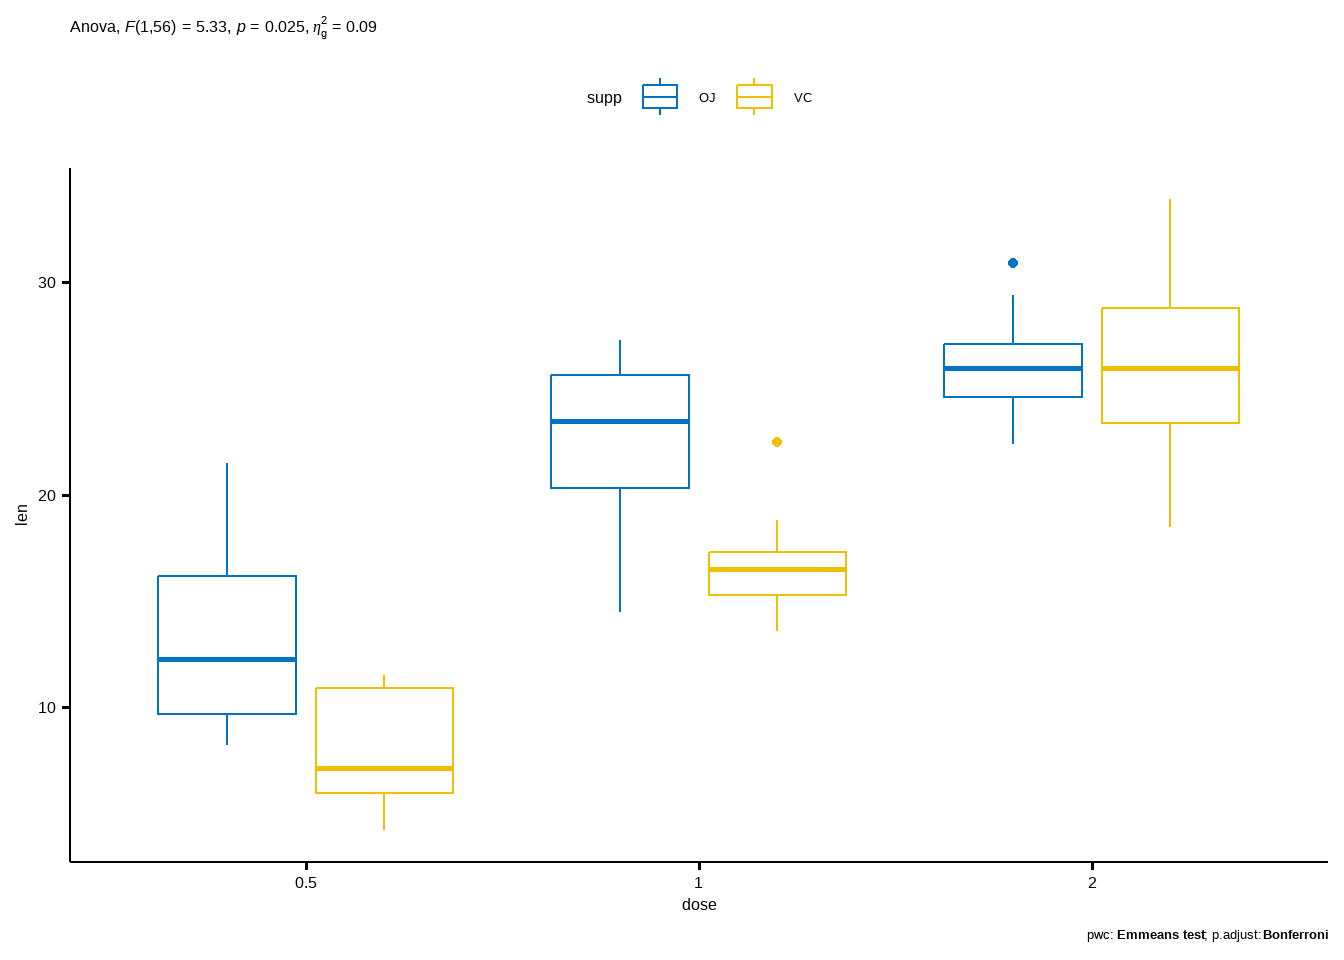 Anova, F(1,56) = 5.33, p = 0.025, η²g = 0.09
supp OJ VC
30
20
10
len
0.5 1 2
dose
pwc: Emmeans test; p.adjust: Bonferroni